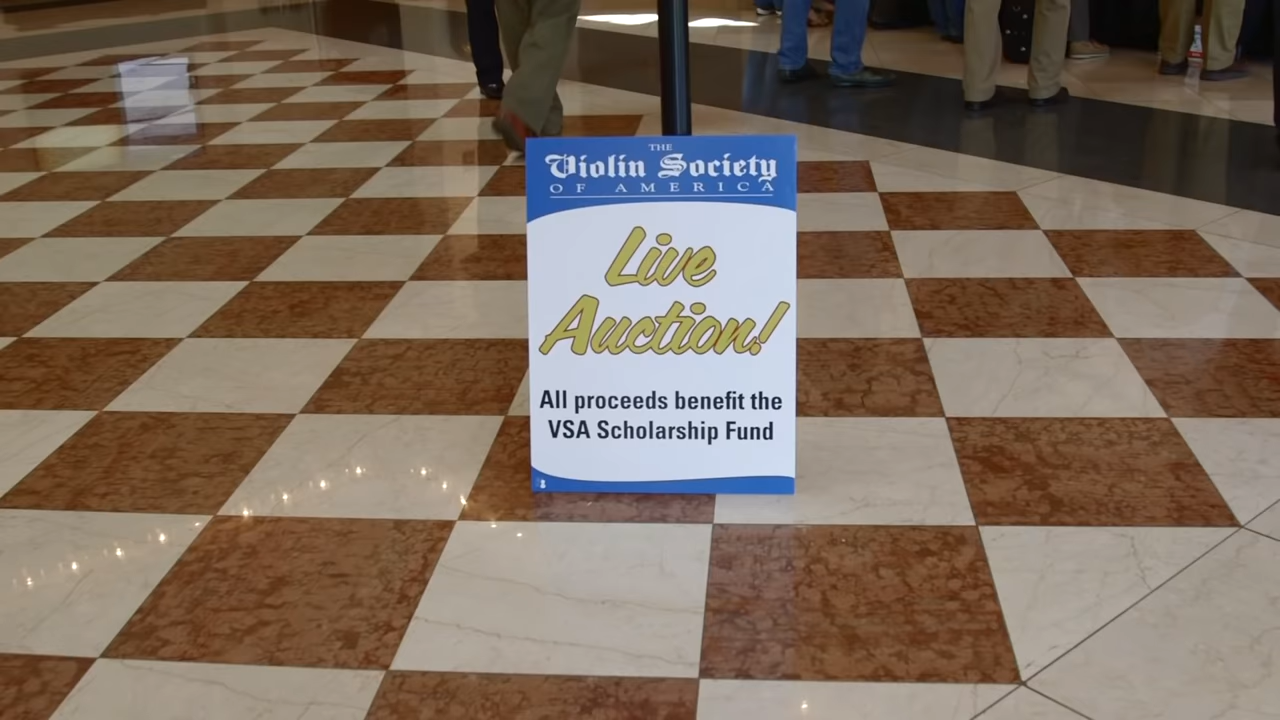 THE
Violin Society
OF AMERICA
Live
Auction!
All proceeds benefit the
VSA Scholarship Fund